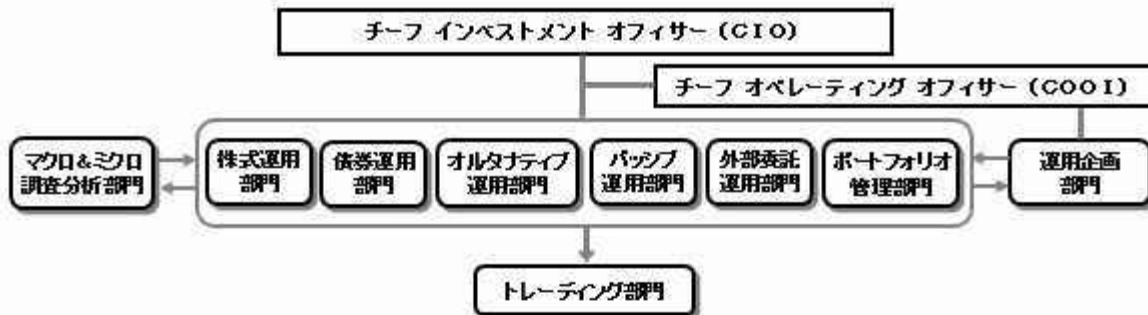 チーフ インベストメント オフィサー (CIO)
チーフ オペレーティング オフィサー (COOI)
マクロ&ミクロ
調査分析部門
株式運用
部門
債券運用
部門
オルタナティブ
運用部門
パッシブ
運用部門
外部委託
運用部門
ポートフォリオ
管理部門
運用企画
部門
トレーディング部門